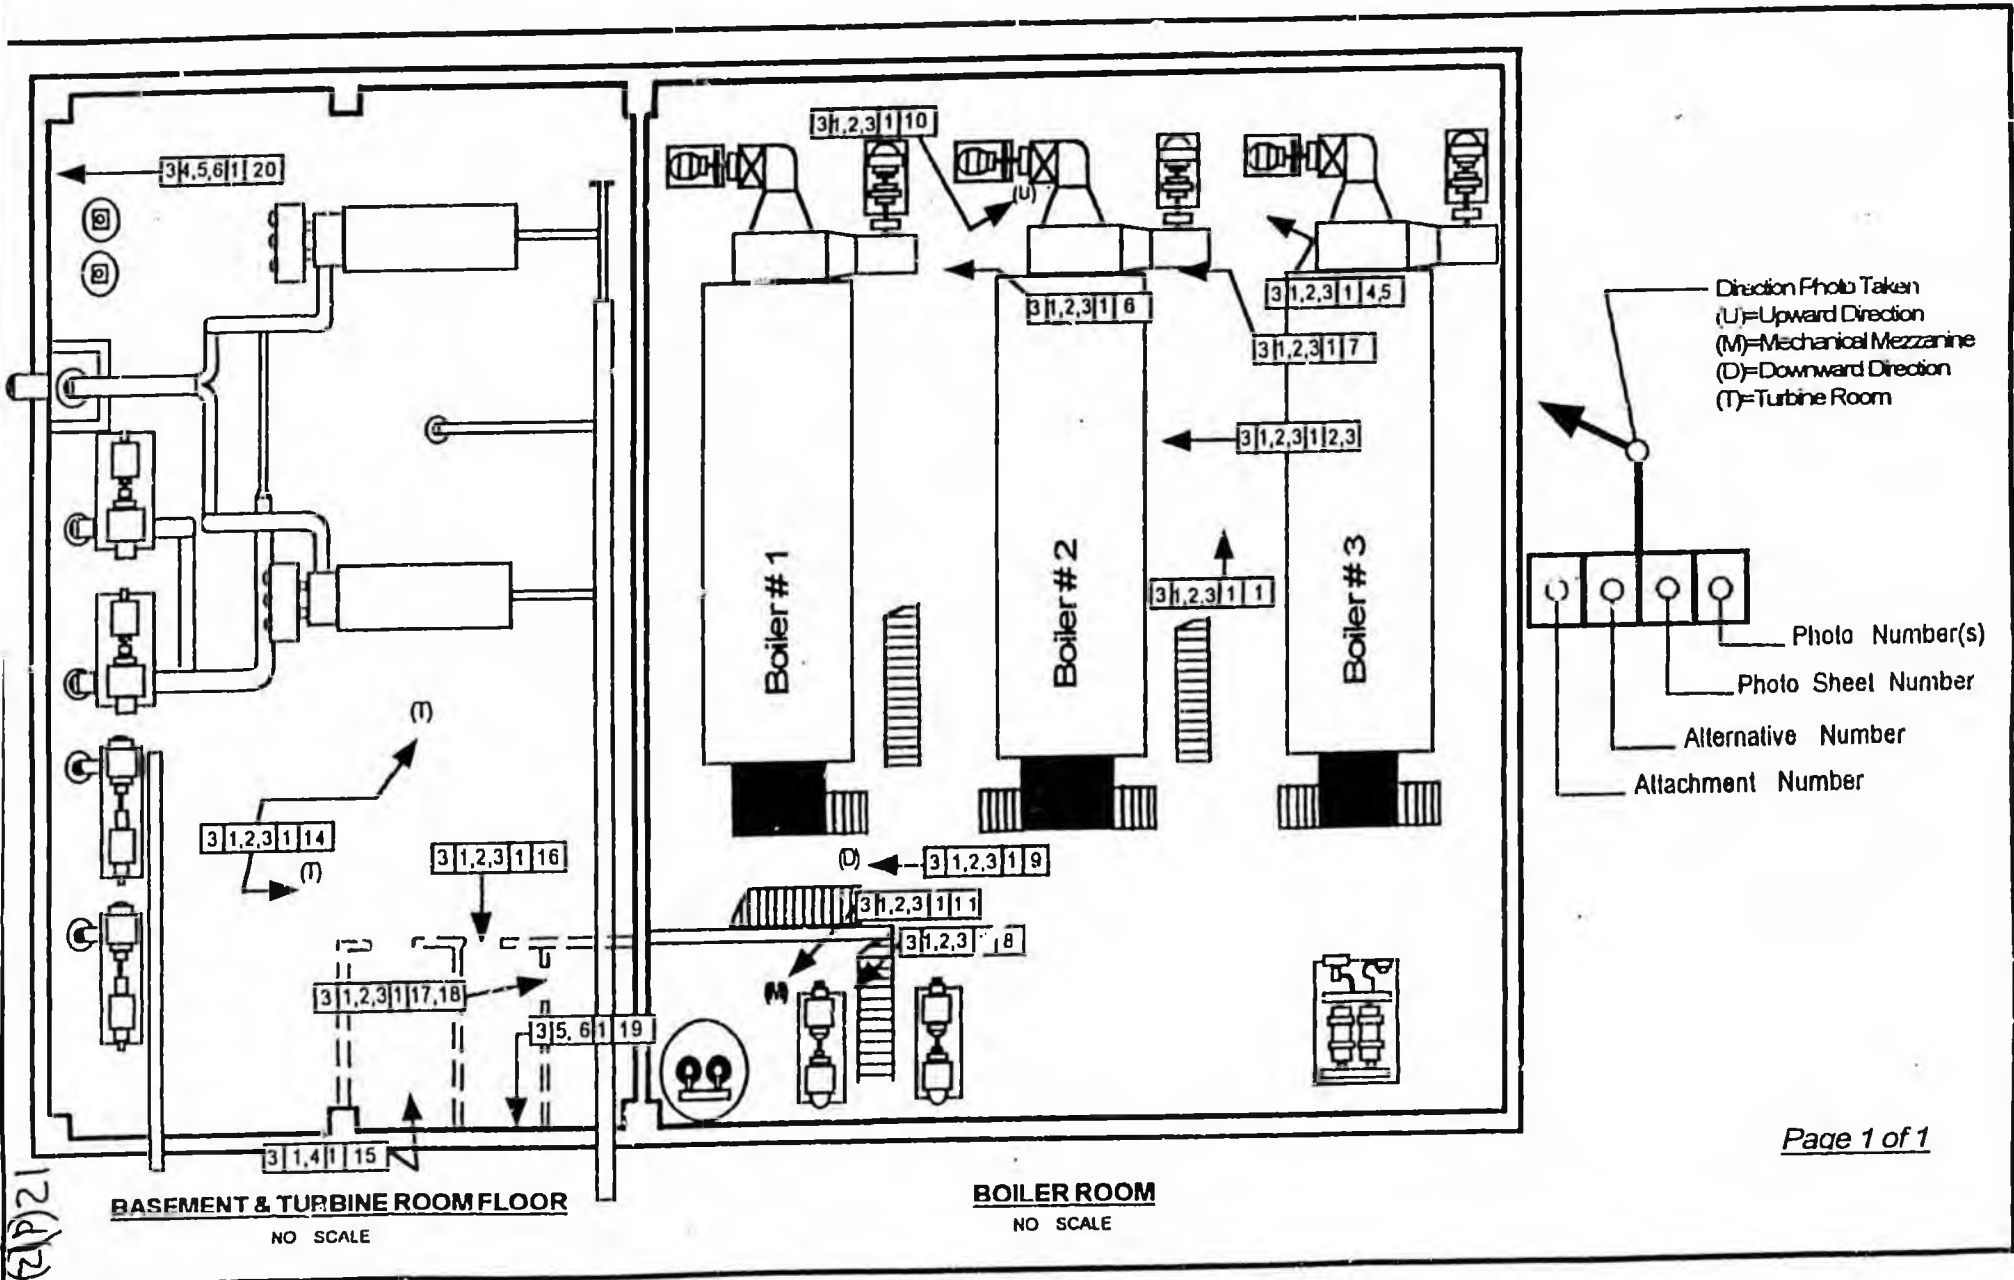 3 1,2,3 1 10
3 4,5,6 1 20
(U)
3 1,2,3 1 6
3 1,2,3 1 4,5
3 1,2,3 1 7
3 1,2,3 1 2,3
3 1,2,3 1 1
Boiler # 1
Boiler # 2
Boiler # 3
(T)
3 1,2,3 1 14
(T)
3 1,2,3 1 16
(D)
3 1,2,3 1 9
3 1,2,3 1 11
3 1,2,3 1 8
(M)
3 1,2,3 1 17,18
3 5, 6 1 19
3 1,4 1 15
BASEMENT & TURBINE ROOM FLOOR
NO SCALE
BOILER ROOM
NO SCALE
Direction Photo Taken
(U)=Upward Direction
(M)=Mechanical Mezzanine
(D)=Downward Direction
(T)=Turbine Room
Photo Number(s)
Photo Sheet Number
Alternative Number
Attachment Number
Page 1 of 1